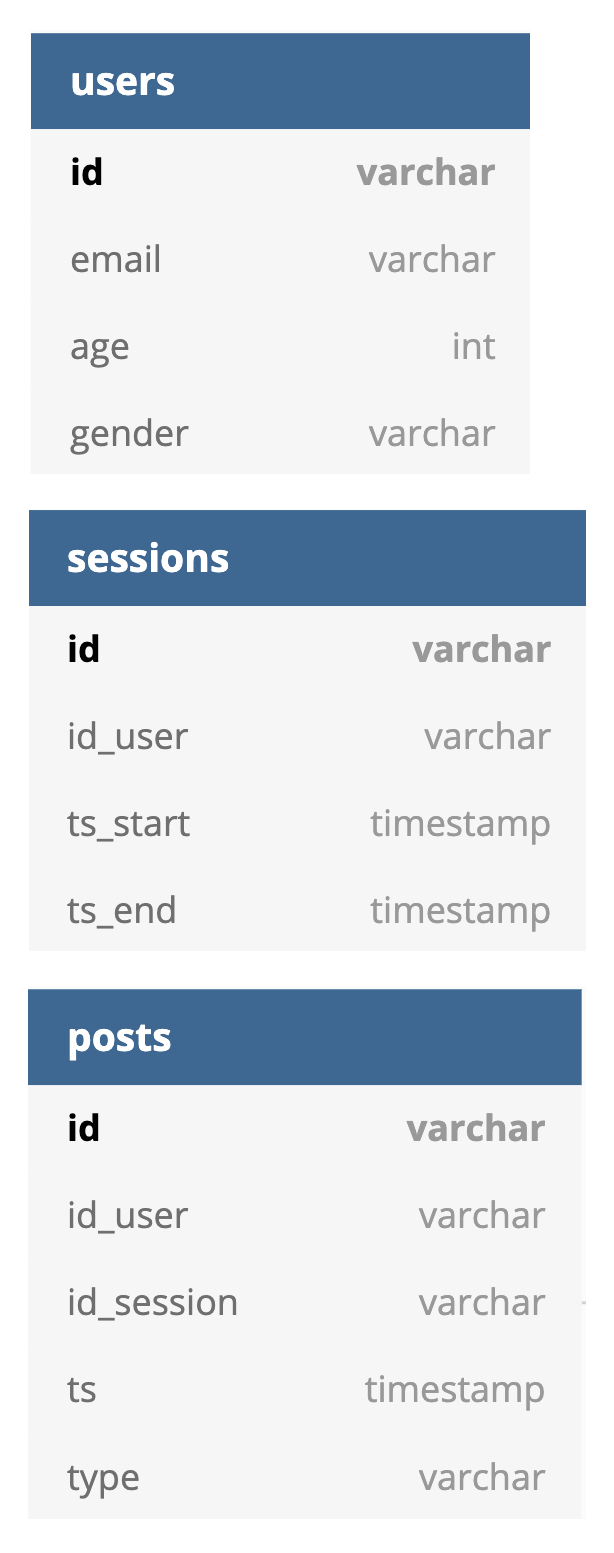 users
id varchar
email varchar
age int
gender varchar
sessions
id varchar
id_user varchar
ts_start timestamp
ts_end timestamp
posts
id varchar
id_user varchar
id_session varchar
ts timestamp
type varchar